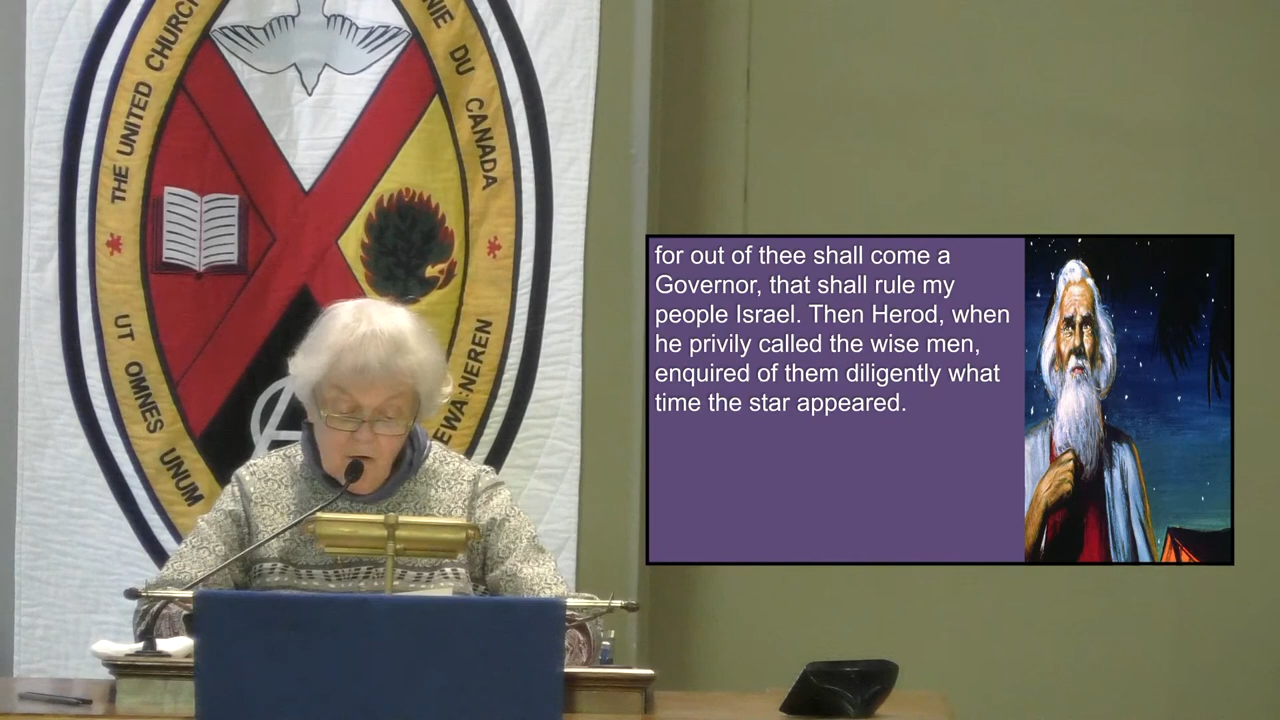 THE UNITED CHURCH
NIE DU CANADA
UT OMNES UNUM
EWA:NEREN
for out of thee shall come a
Governor, that shall rule my
people Israel. Then Herod, when
he privily called the wise men,
enquired of them diligently what
time the star appeared.